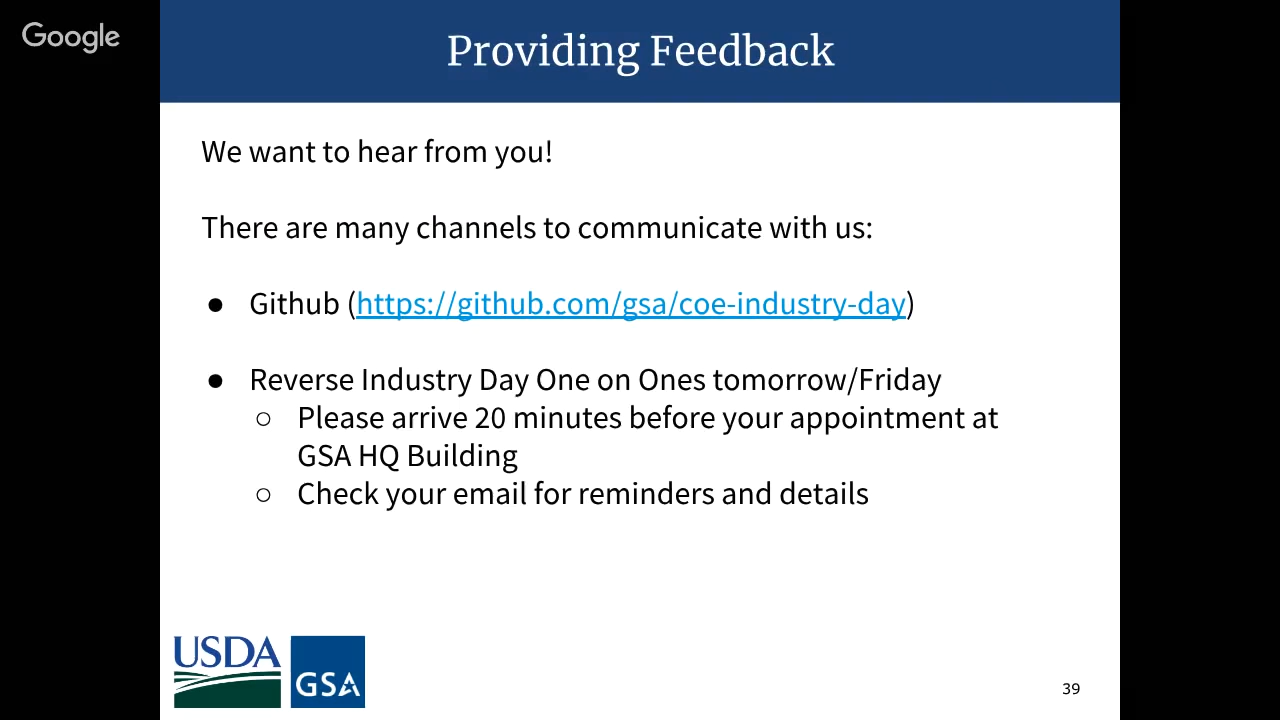 Google
Providing Feedback
We want to hear from you!
There are many channels to communicate with us:
● Github (https://github.com/gsa/coe-industry-day)
● Reverse Industry Day One on Ones tomorrow/Friday
○ Please arrive 20 minutes before your appointment at
GSA HQ Building
○ Check your email for reminders and details
USDA
GSA
39